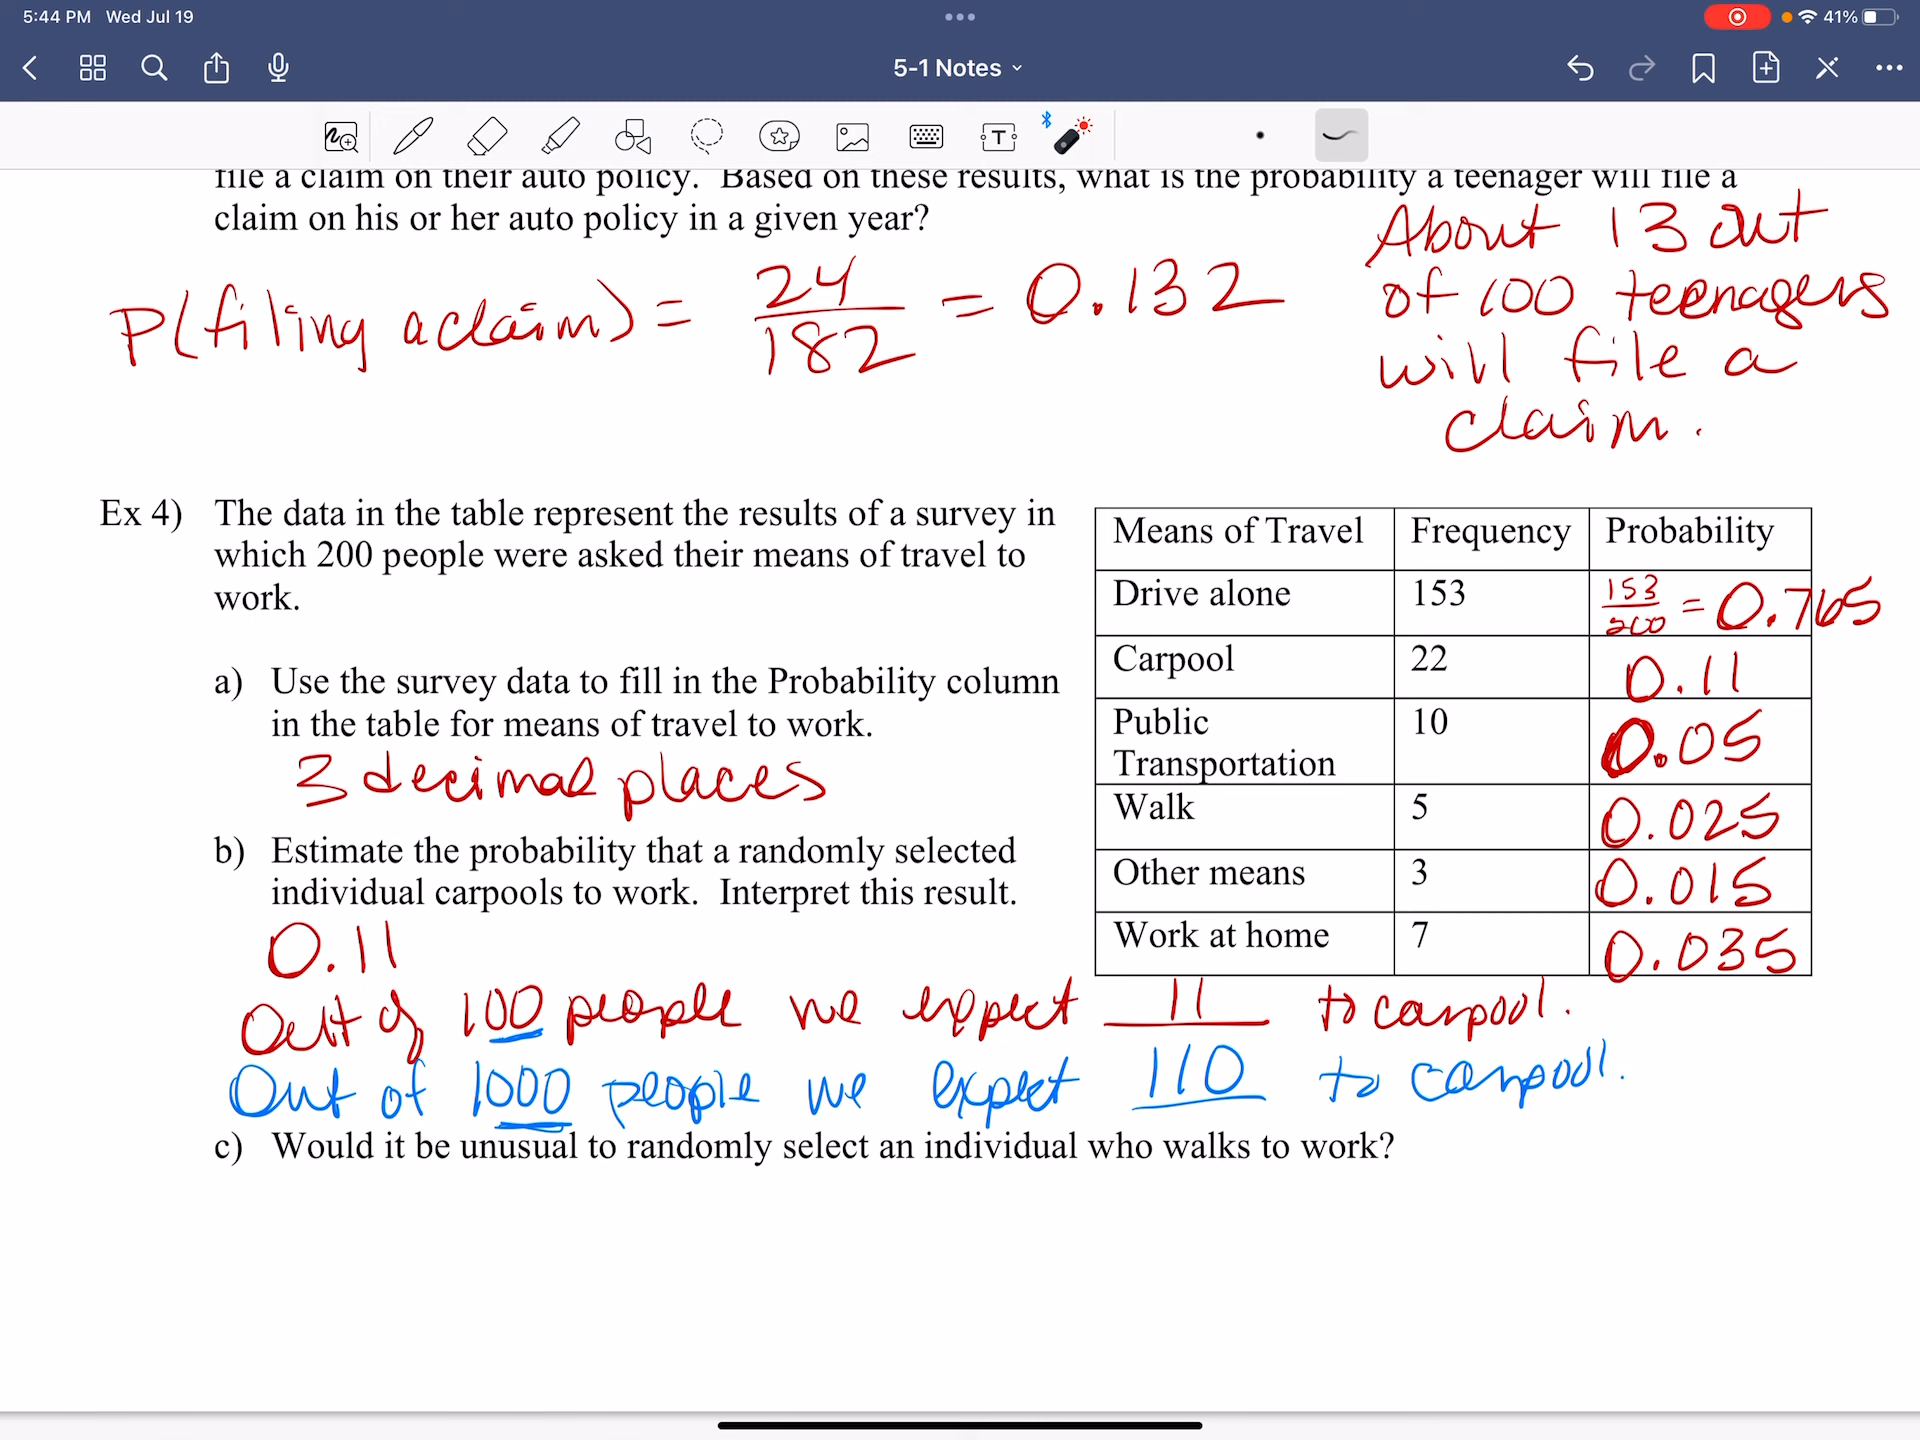 5:44 PM Wed Jul 19
41%
5-1 Notes
T
file a claim on their auto policy. Based on these results, what is the probability a teenager will file a
claim on his or her auto policy in a given year?
P(filing a claim) = 24/182 = 0.132
About 13 out
of 100 teenagers
will file a
claim.
Ex 4) The data in the table represent the results of a survey in
which 200 people were asked their means of travel to
work.
a) Use the survey data to fill in the Probability column
in the table for means of travel to work.
3 decimal places
b) Estimate the probability that a randomly selected
individual carpools to work. Interpret this result.
0.11
Means of Travel Frequency Probability
Drive alone 153 153/200 = 0.765
Carpool 22 0.11
Public
Transportation 10 0.05
Walk 5 0.025
Other means 3 0.015
Work at home 7 0.035
Out of 100 people we expect 11 to carpool.
Out of 1000 people we expect 110 to carpool.
c) Would it be unusual to randomly select an individual who walks to work?